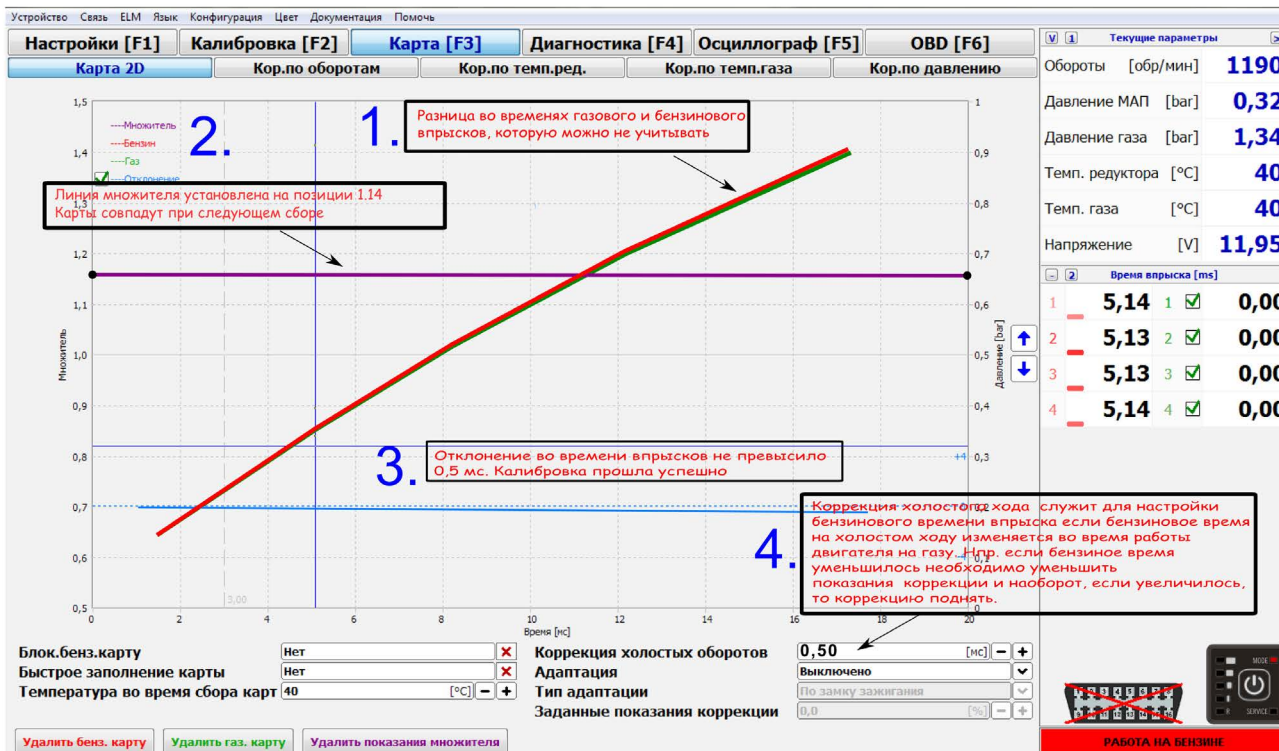 Устройство Связь ELM Язык Конфигурация Цвет Документация Помочь
Настройки [F1] Калибровка [F2] Карта [F3] Диагностика [F4] Осциллограф [F5] OBD [F6]
Карта 2D Кор.по оборотам Кор.по темп.ред. Кор.по темп.газа Кор.по давлению
----Множитель
----Бензин
----Газ
----Отклонение
2.
1.
Разница во временях газового и бензинового
впрысков, которую можно не учитывать
Линия множителя установлена на позиции 1.14
Карты совпадут при следующем сборе
3.
Отклонение во времени впрысков не превысило
0,5 мс. Калибровка прошла успешно
4.
Коррекция холостого хода служит для настройки
бензинового времени впрыска если бензиновое время
на холостом ходу изменяется во время работы
двигателя на газу. Нпр. если бензиное время
уменьшилось необходимо уменьшить
показания коррекции и наоборот, если увеличилось,
то коррекцию поднять.
1,5
1,4
1,3
1,2
1,1
1,0
0,9
0,8
0,7
0,6
0,5
Множитель
1
0,9
0,8
0,7
0,6
0,5
0,4
+4 0,3
0,2
0,1
0
Давление [bar]
3,00
0 2 4 6 8 10 12 14 16 18 20
Время [мс]
Блок.бенз.карту Нет
Быстрое заполнение карты Нет
Температура во время сбора карт 40 [°C] - +
Коррекция холостых оборотов 0,50 [мс] - +
Адаптация Выключено
Тип адаптации По замку зажигания
Заданные показания коррекции 0,0 [%] - +
Удалить бенз. карту Удалить газ. карту Удалить показания множителя
V 1 Текущие параметры >
Обороты [обр/мин] 1190
Давление МАП [bar] 0,32
Давление газа [bar] 1,34
Темп. редуктора [°C] 40
Темп. газа [°C] 40
Напряжение [V] 11,95
- 2 Время впрыска [ms]
1 5,14 1 0,00
2 5,13 2 0,00
3 5,13 3 0,00
4 5,14 4 0,00
MODE
SERVICE
РАБОТА НА БЕНЗИНЕ